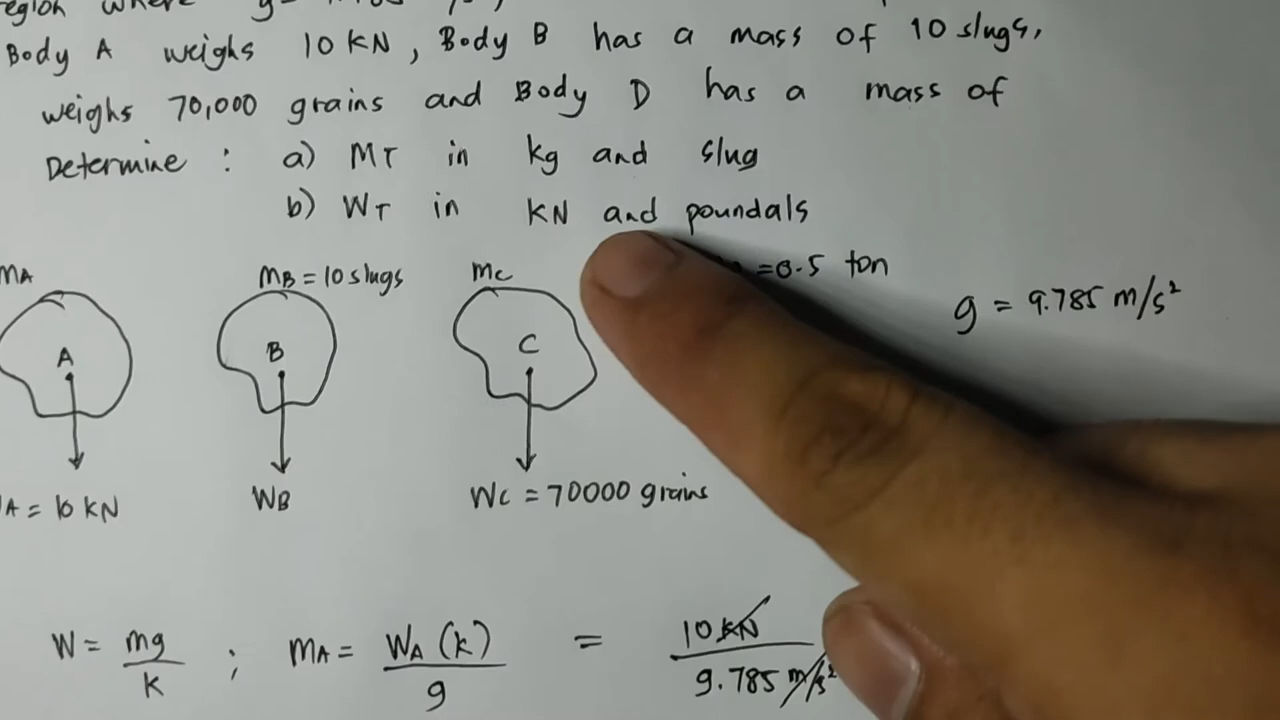 region where g=
Body A weighs 10 KN, Body B has a mass of 10 slugs,
weighs 70,000 grains and Body D has a mass of
Determine : a) MT in kg and slug
b) WT in KN and poundals
MA
MB = 10 slugs
MC
=0.5 ton
g = 9.785 m/s²
A
B
C
A = 10 KN
WB
WC = 70000 grains
W = mg/k ; MA = WA (k)/g = 10 KN/9.785 m/s²